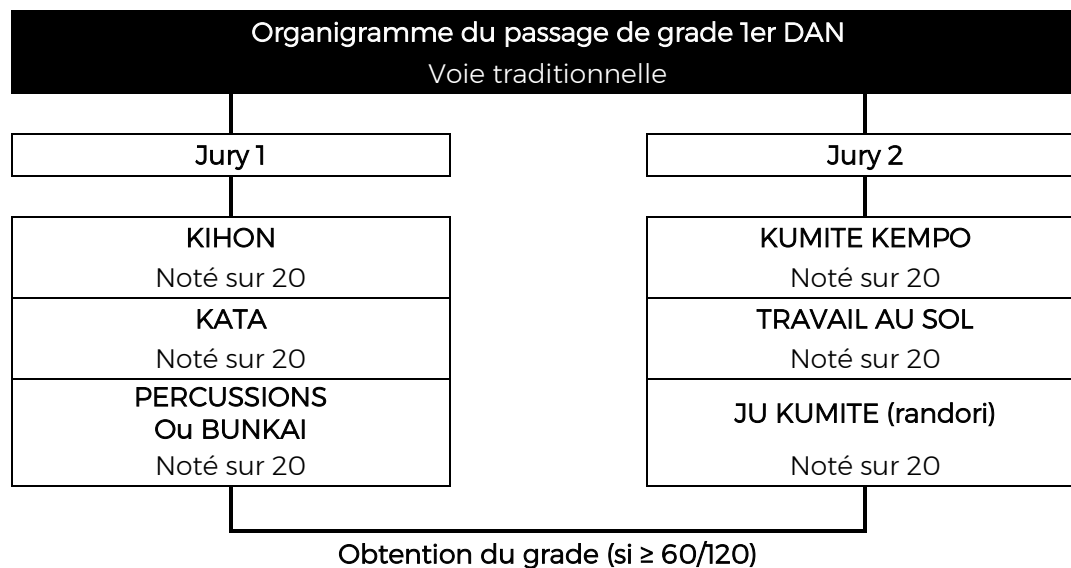 Organigramme du passage de grade 1er DAN
Voie traditionnelle
Jury 1
KIHON
Noté sur 20
KATA
Noté sur 20
PERCUSSIONS
Ou BUNKAI
Noté sur 20
Jury 2
KUMITE KEMPO
Noté sur 20
TRAVAIL AU SOL
Noté sur 20
JU KUMITE (randori)
Noté sur 20
Obtention du grade (si ≥ 60/120)